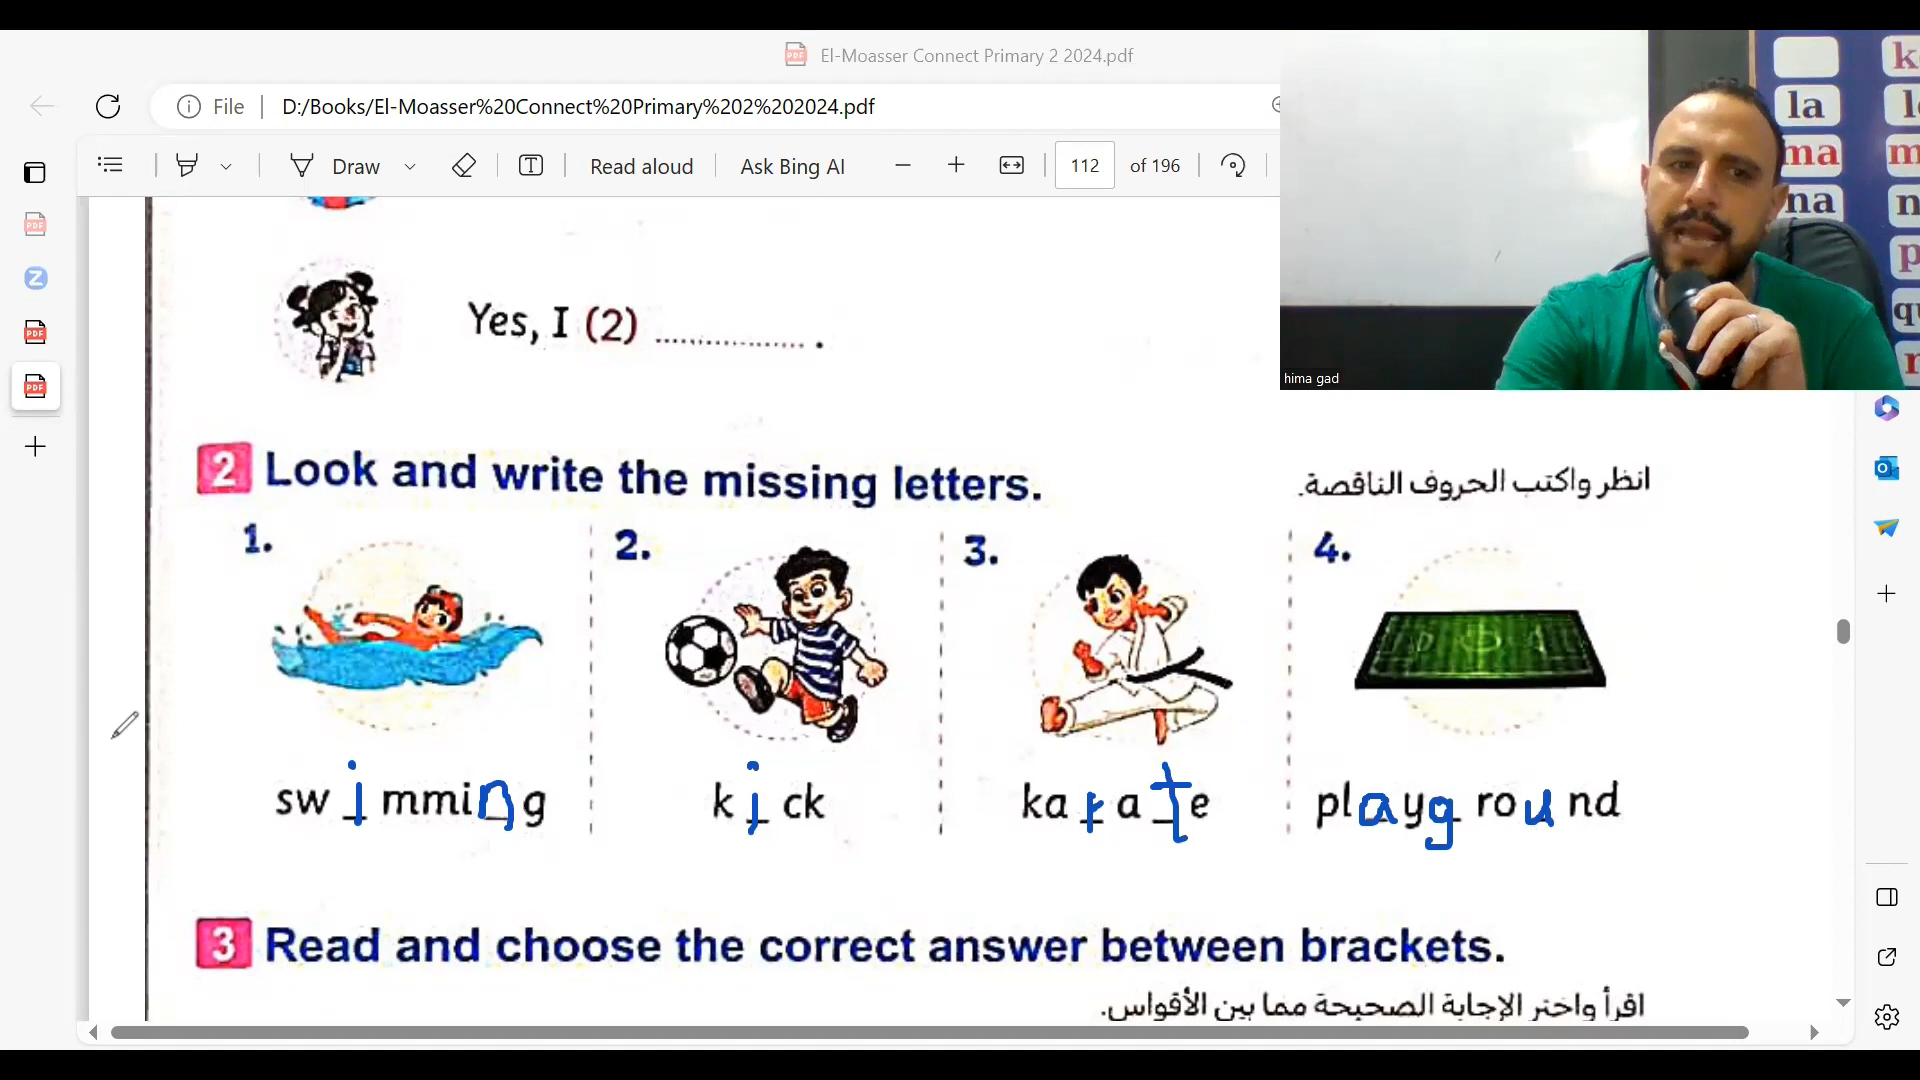 El-Moasser Connect Primary 2 2024.pdf
File
D:/Books/El-Moasser%20Connect%20Primary%202%202024.pdf
Draw
Read aloud
Ask Bing AI
112 of 196
la
ma
na
hima gad
Yes, I (2) .............. .
2 Look and write the missing letters.
انظر واكتب الحروف الناقصة.
1. 2. 3. 4.
swimming kick karate playground
3 Read and choose the correct answer between brackets.
اقرأ واختر الإجابة الصحيحة مما بين الأقواس.